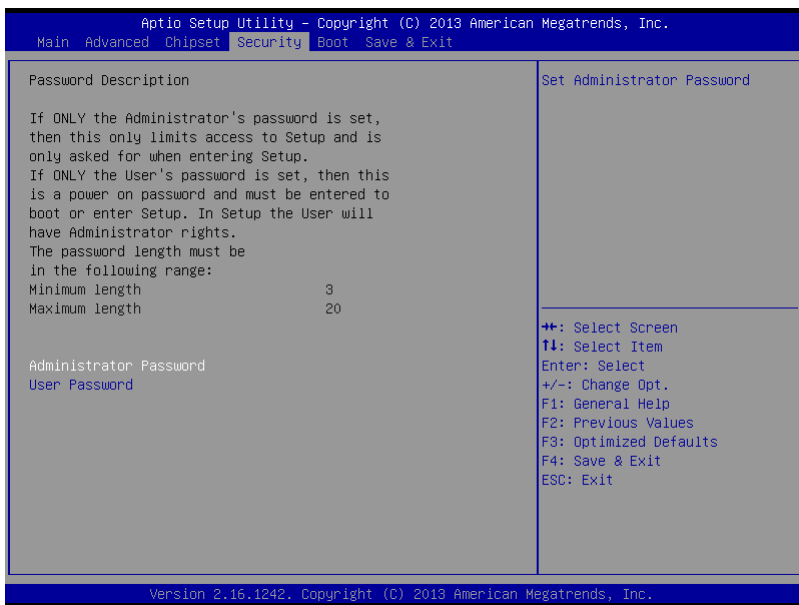 Aptio Setup Utility – Copyright (C) 2013 American Megatrends, Inc.
Main Advanced Chipset Security Boot Save & Exit
Password Description
If ONLY the Administrator's password is set,
then this only limits access to Setup and is
only asked for when entering Setup.
If ONLY the User's password is set, then this
is a power on password and must be entered to
boot or enter Setup. In Setup the User will
have Administrator rights.
The password length must be
in the following range:
Minimum length 3
Maximum length 20
Administrator Password
User Password
Set Administrator Password
→←: Select Screen
↑↓: Select Item
Enter: Select
+/-: Change Opt.
F1: General Help
F2: Previous Values
F3: Optimized Defaults
F4: Save & Exit
ESC: Exit
Version 2.16.1242. Copyright (C) 2013 American Megatrends, Inc.